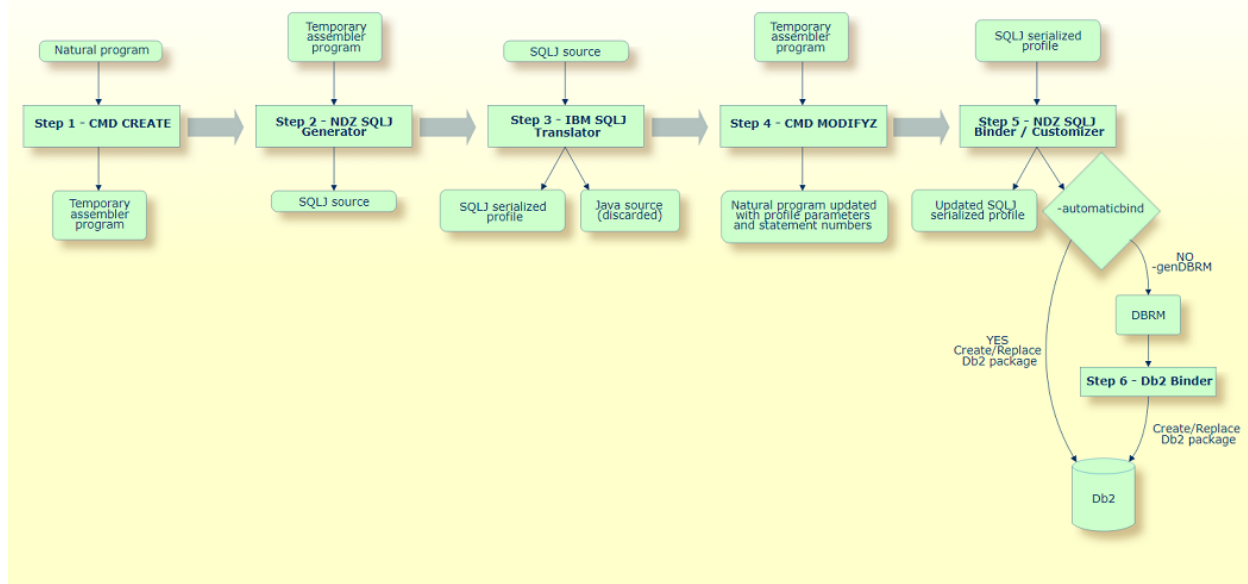 Natural program
Step 1 - CMD CREATE
Temporary
assembler
program
Temporary
assembler
program
Step 2 - NDZ SQLJ
Generator
SQLJ source
SQLJ source
Step 3 - IBM SQLJ
Translator
SQLJ serialized
profile
Java source
(discarded)
Temporary
assembler
program
Step 4 - CMD MODIFYZ
Natural program updated
with profile parameters
and statement numbers
SQLJ serialized
profile
Step 5 - NDZ SQLJ
Binder / Customizer
Updated SQLJ
serialized profile
-automaticbind
NO
-genDBRM
DBRM
YES
Create/Replace
Db2 package
Step 6 - Db2 Binder
Create/Replace
Db2 package
Db2